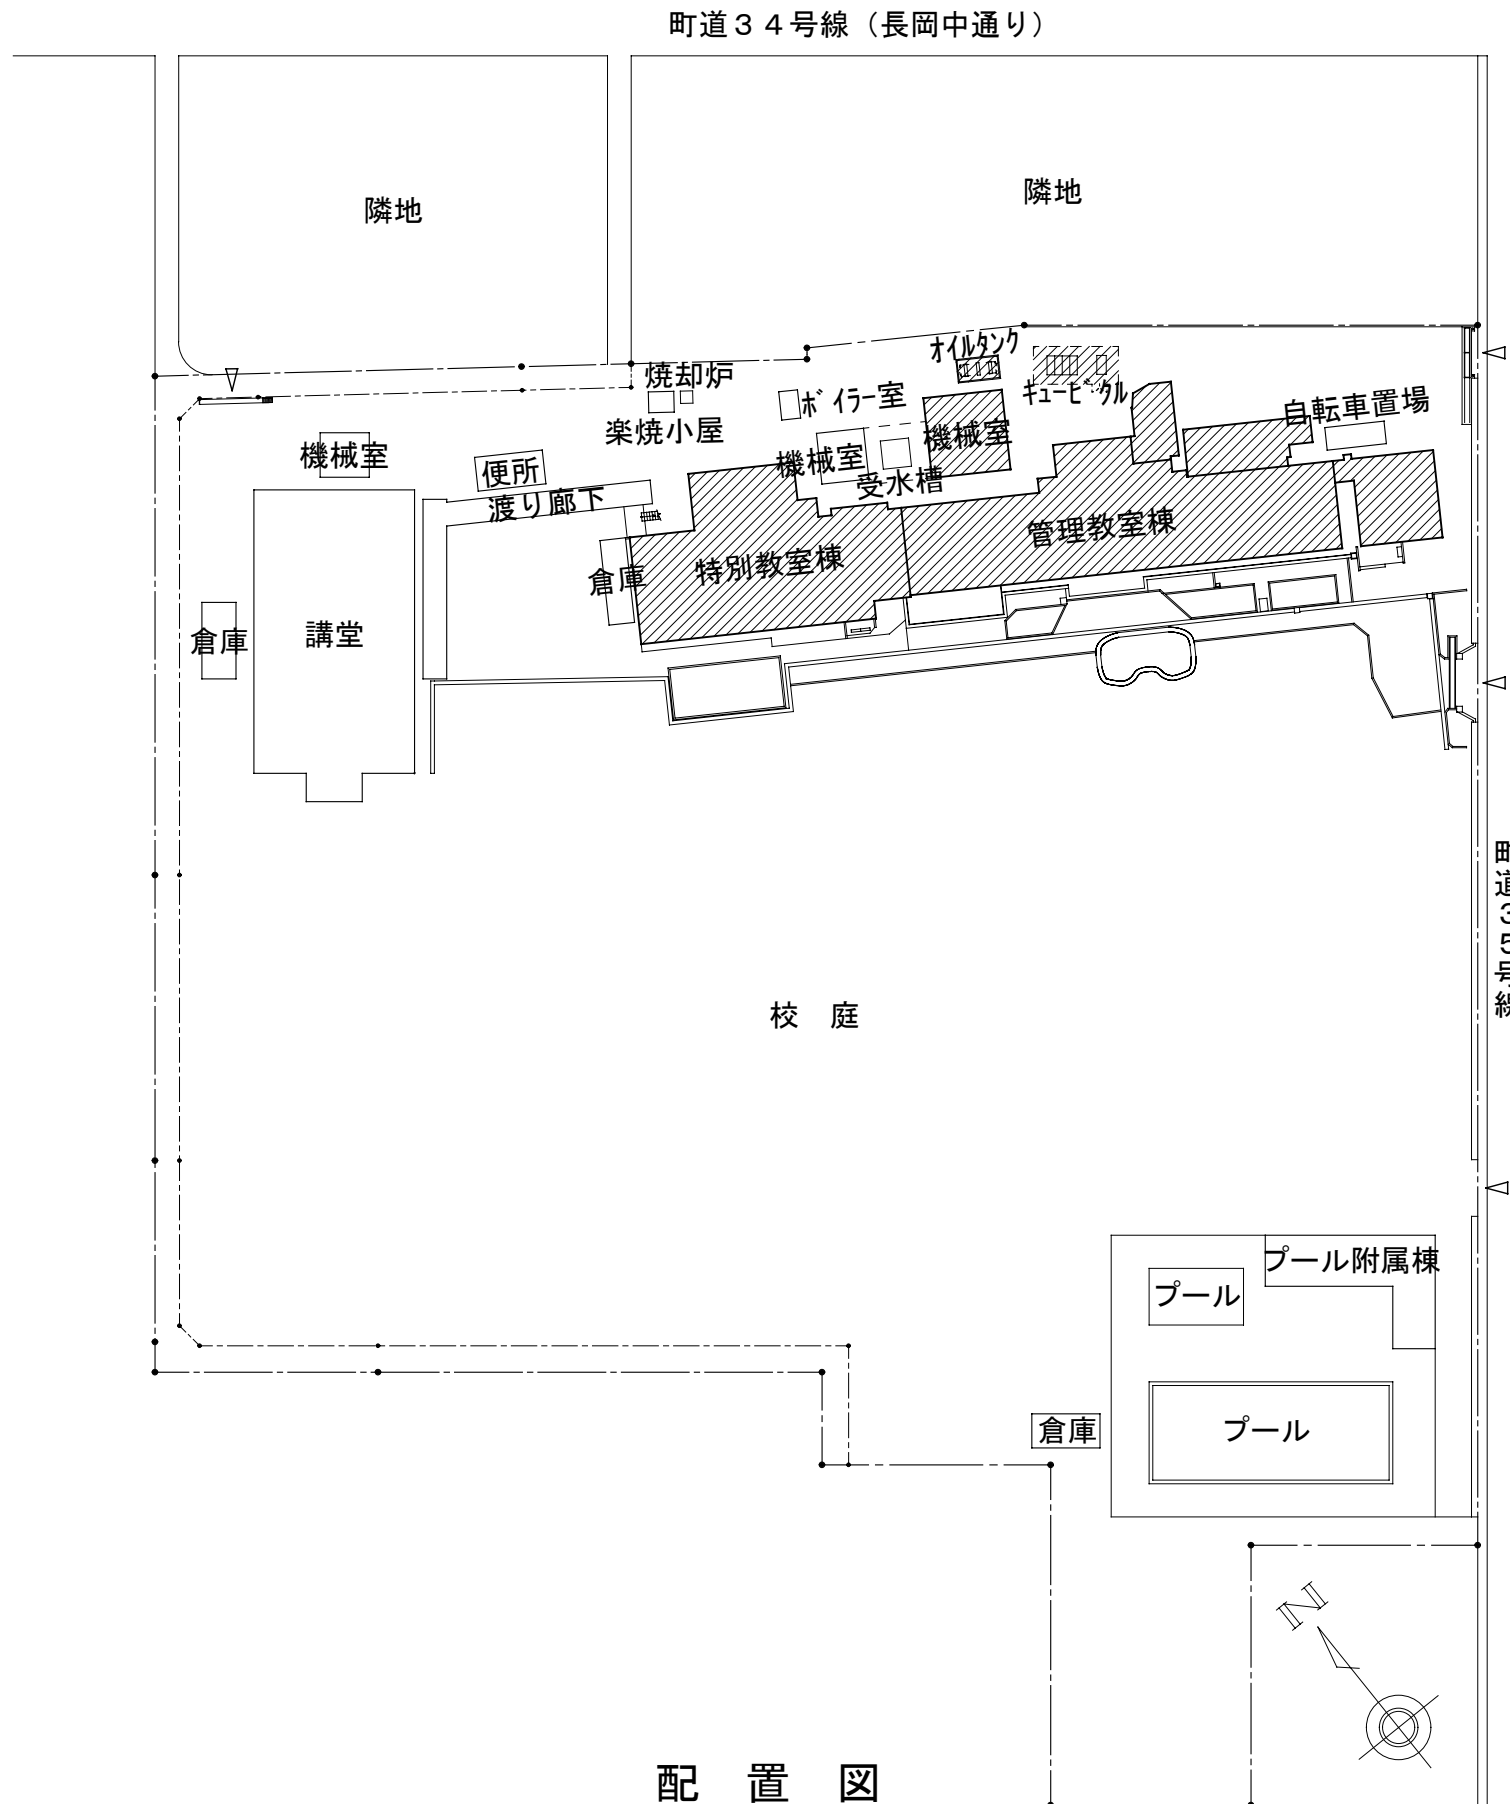 町道３４号線（長岡中通り）
隣地
隣地
オイルタンク
焼却炉
キュービクル
ボイラー室
自転車置場
楽焼小屋
機械室
機械室
機械室
便所
受水槽
渡り廊下
管理教室棟
特別教室棟
倉庫
倉庫
講堂
町道３５号線
校　庭
プール附属棟
プール
倉庫
プール
N
配　置　図